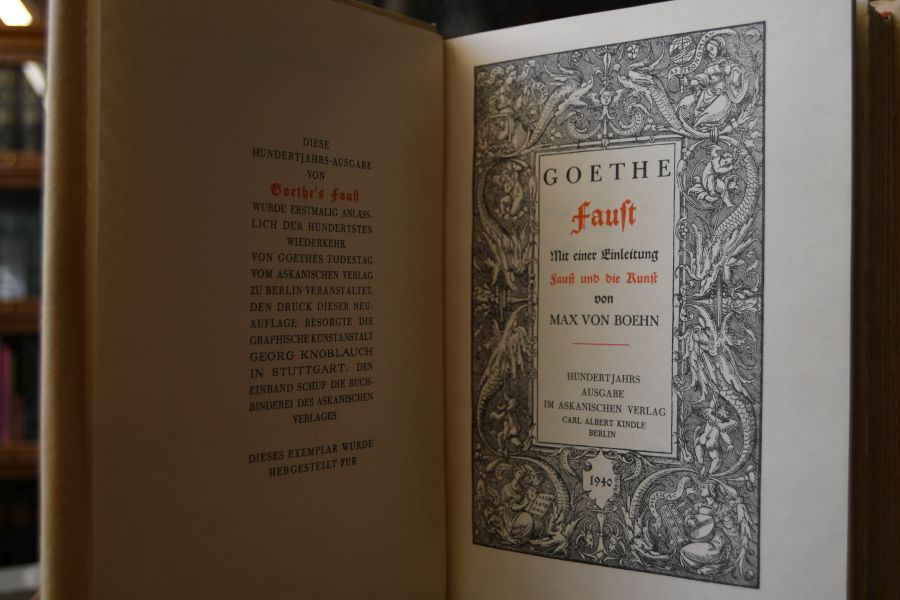 DIESE
HUNDERTJAHRS-AUSGABE
VON
Goethe's Faust
WURDE ERSTMALIG ANLÄSS-
LICH DER HUNDERTSTEN
WIEDERKEHR
VON GOETHES TODESTAG
VOM ASKANISCHEN VERLAG
ZU BERLIN VERANSTALTET.
DEN DRUCK DIESER NEU-
AUFLAGE BESORGTE DIE
GRAPHISCHE KUNSTANSTALT
GEORG KNOBLAUCH
IN STUTTGART. DEN
EINBAND SCHUF DIE BUCH-
BINDEREI DES ASKANISCHEN
VERLAGES
DIESES EXEMPLAR WURDE
HERGESTELLT FÜR
GOETHE
Fauſt
Mit einer Einleitung
Fauſt und die Kunſt
von
MAX VON BOEHN
HUNDERTJAHRS
AUSGABE
IM ASKANISCHEN VERLAG
CARL ALBERT KINDLE
BERLIN
1940